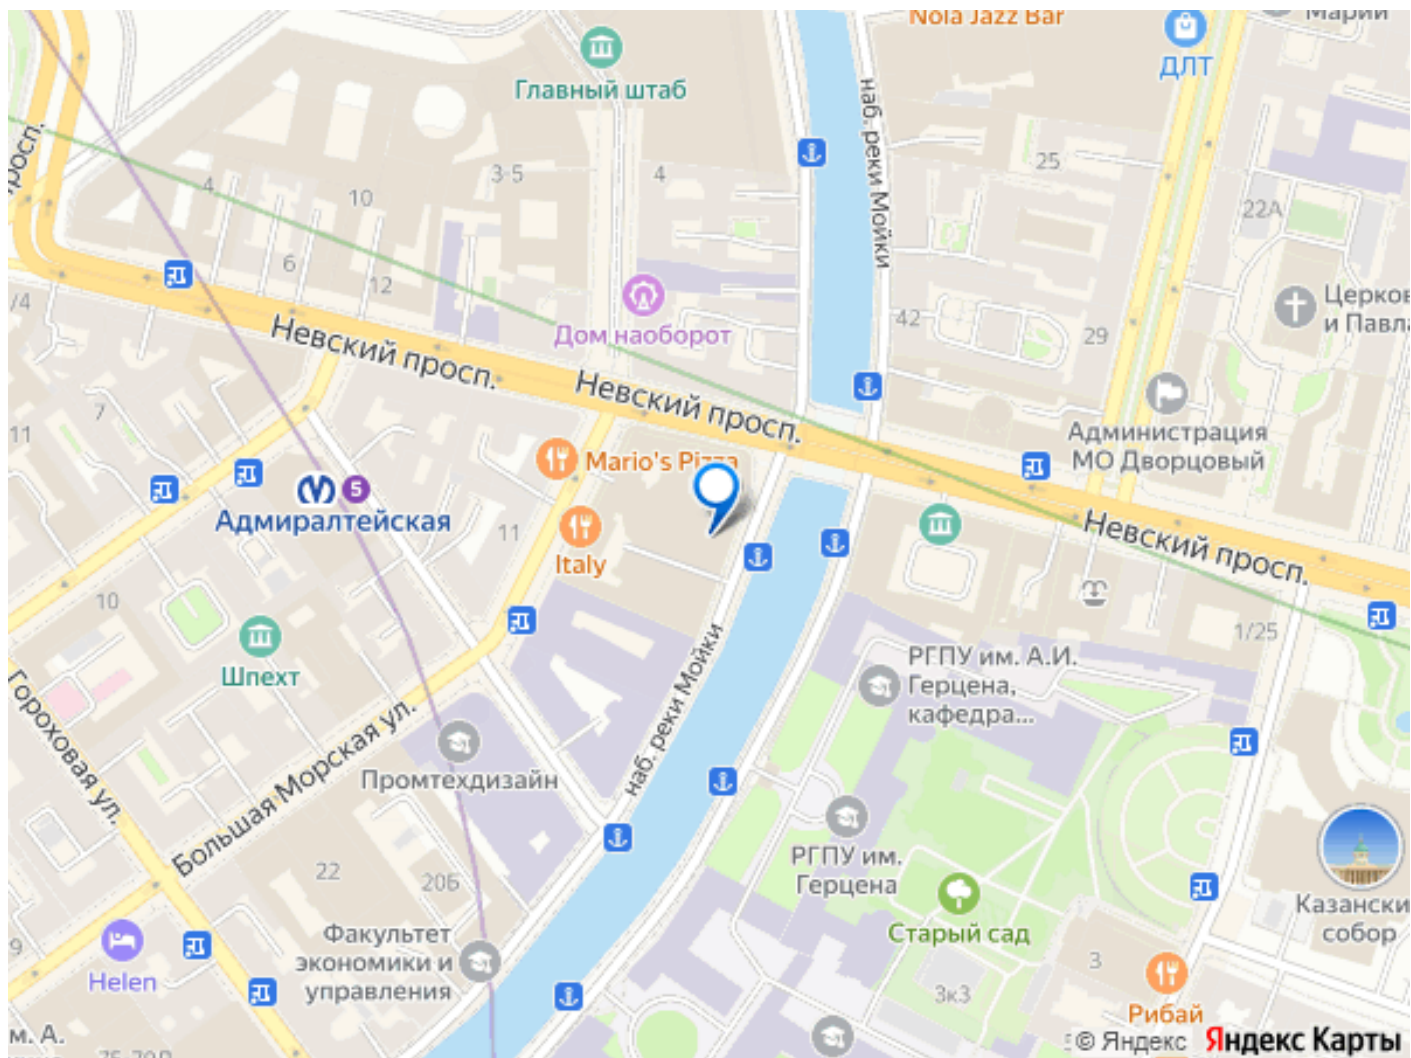 Nola Jazz Bar
Марии
ДЛТ
Главный штаб
наб. реки Мойки
просп.
4
10
3-5
4
25
22А
6
12
/4
Дом наоборот
42
29
Церков
и Павла
Невский просп.
Невский просп.
7
11
Mario's Pizza
Администрация
МО Дворцовый
5
Адмиралтейская
11
Italy
Невский просп.
10
Шпехт
1/25
РГПУ им. А.И.
Герцена,
кафедра...
наб. реки Мойки
Гороховая ул.
Большая Морская ул.
Промтехдизайн
22
20Б
РГПУ им.
Герцена
Старый сад
Казански
собор
9
Helen
Факультет
экономики и
управления
3
3к3
Рибай
м. А.
© Яндекс Яндекс Карты